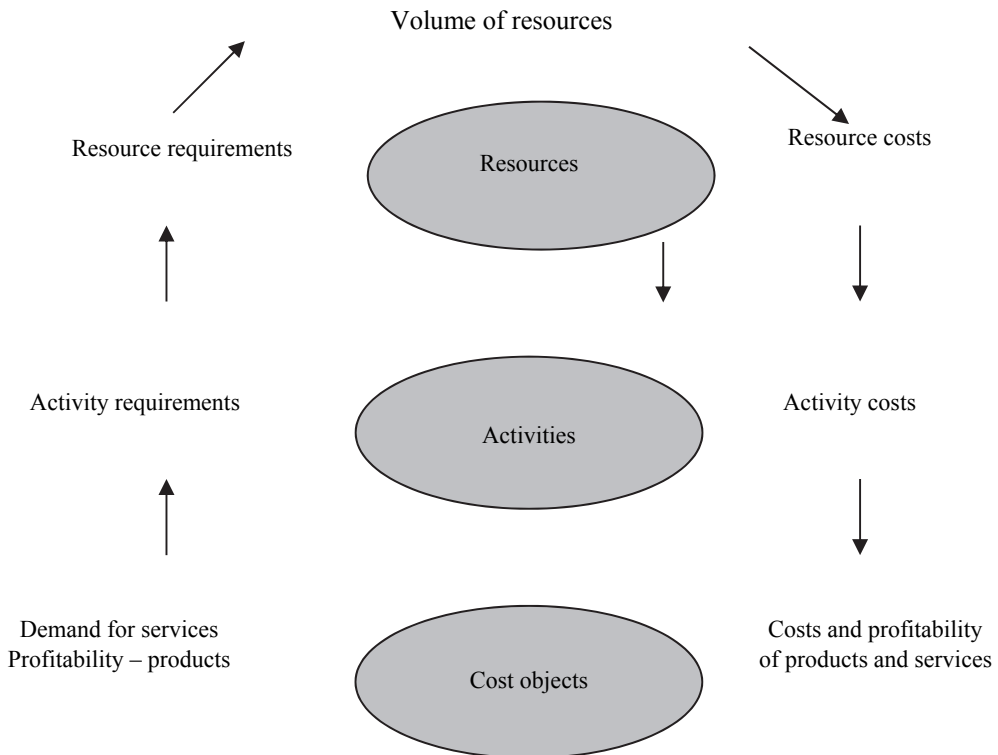 Volume of resources
Resource requirements
Resources
Resource costs
Activity requirements
Activities
Activity costs
Demand for services
Profitability – products
Cost objects
Costs and profitability
of products and services